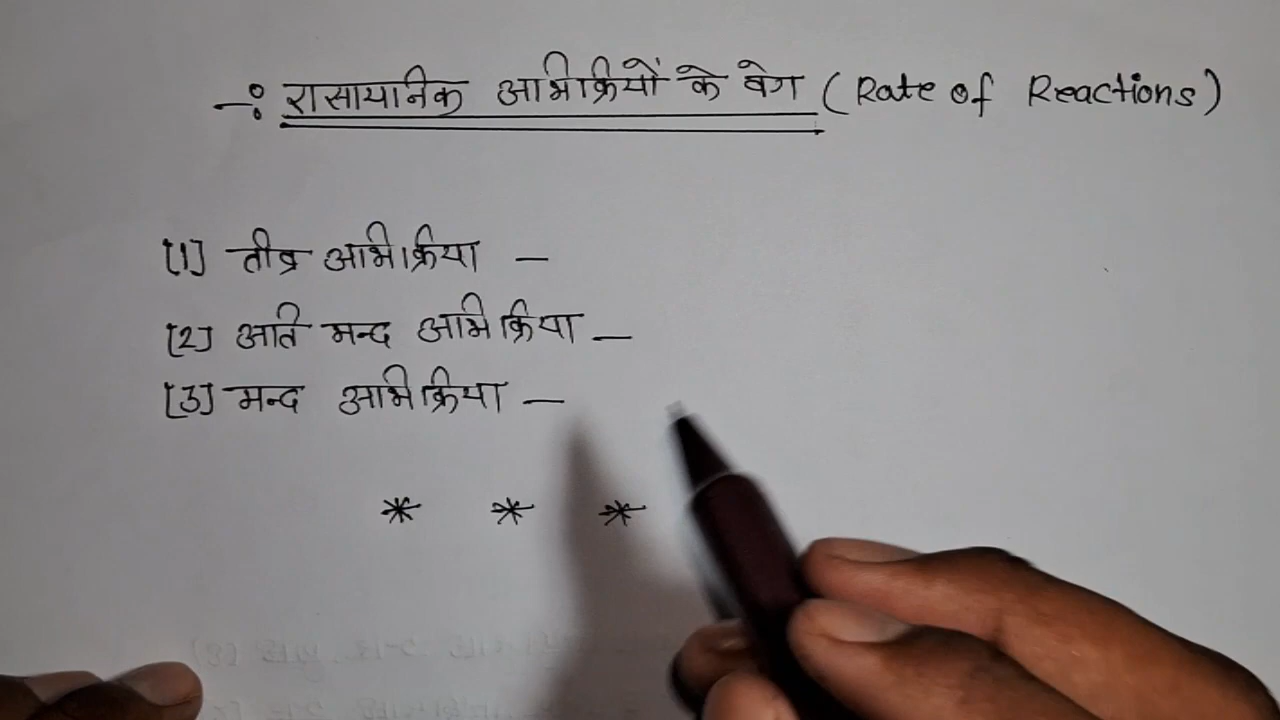 -: रासायनिक अभिक्रियों के वेग (Rate of Reactions)
[1] तीव्र अभिक्रिया -
[2] अति मन्द अभिक्रिया -
[3] मन्द अभिक्रिया -
* * *